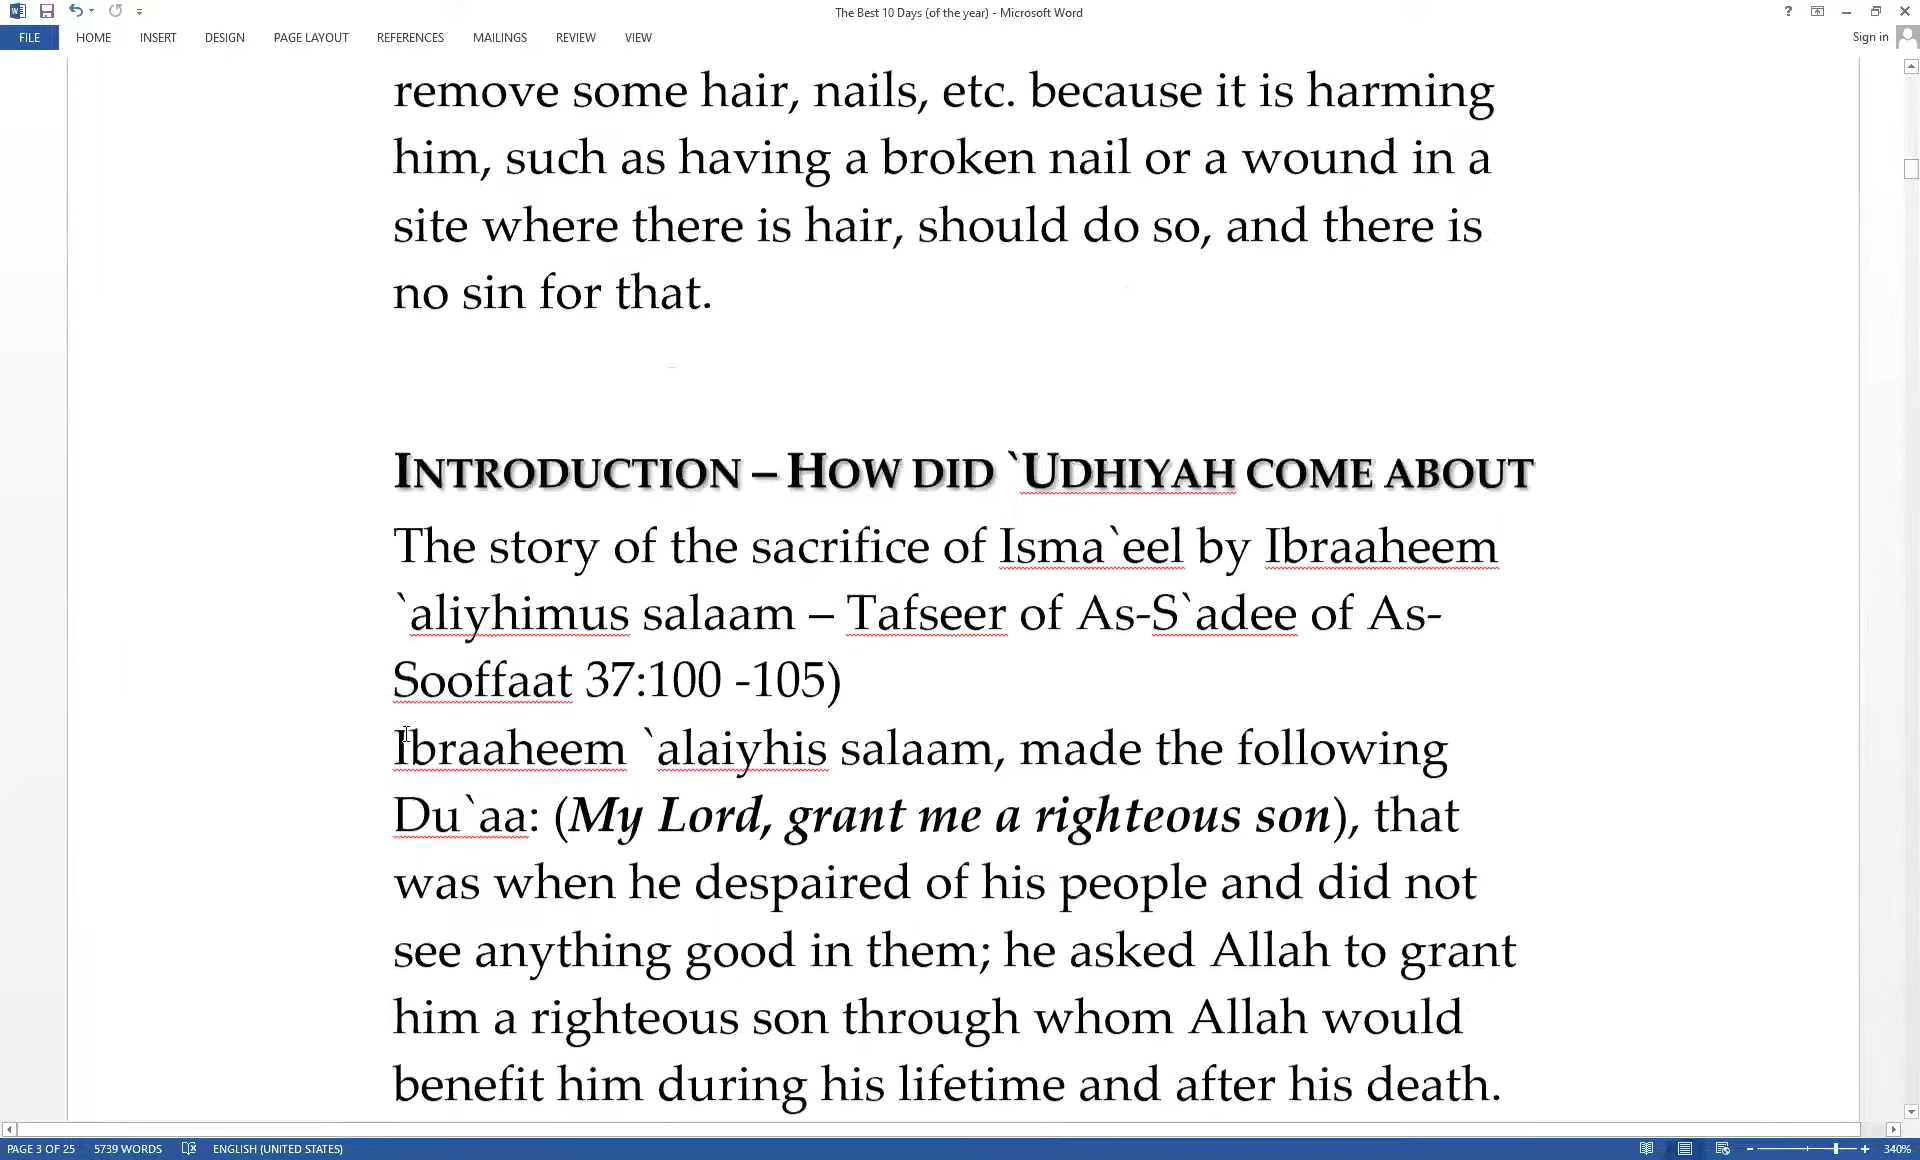 The Best 10 Days (of the year) - Microsoft Word
FILE HOME INSERT DESIGN PAGE LAYOUT REFERENCES MAILINGS REVIEW VIEW Sign in
remove some hair, nails, etc. because it is harming
him, such as having a broken nail or a wound in a
site where there is hair, should do so, and there is
no sin for that.
INTRODUCTION – HOW DID `UDHIYAH COME ABOUT
The story of the sacrifice of Isma`eel by Ibraaheem
`aliyhimus salaam – Tafseer of As-S`adee of As-
Sooffaat 37:100 -105)
Ibraaheem `alaiyhis salaam, made the following
Du`aa: (My Lord, grant me a righteous son), that
was when he despaired of his people and did not
see anything good in them; he asked Allah to grant
him a righteous son through whom Allah would
benefit him during his lifetime and after his death.
PAGE 3 OF 25 5739 WORDS ENGLISH (UNITED STATES) 340%